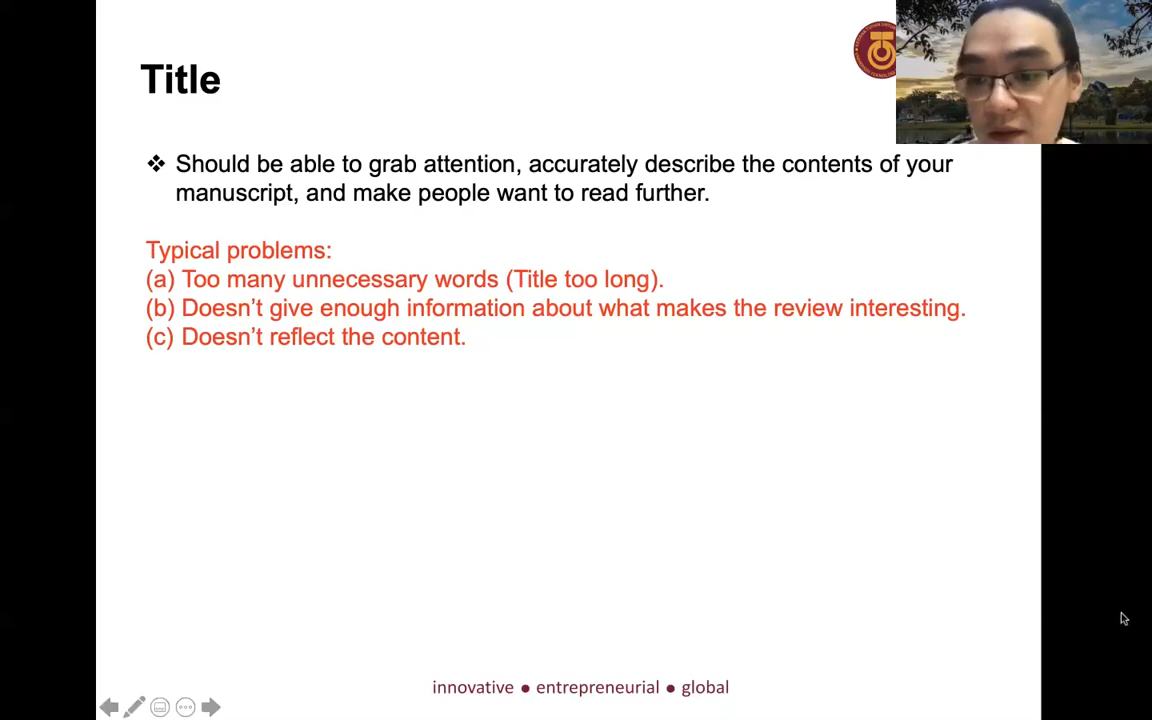 Title
❖ Should be able to grab attention, accurately describe the contents of your
manuscript, and make people want to read further.
Typical problems:
(a) Too many unnecessary words (Title too long).
(b) Doesn’t give enough information about what makes the review interesting.
(c) Doesn’t reflect the content.
innovative ● entrepreneurial ● global